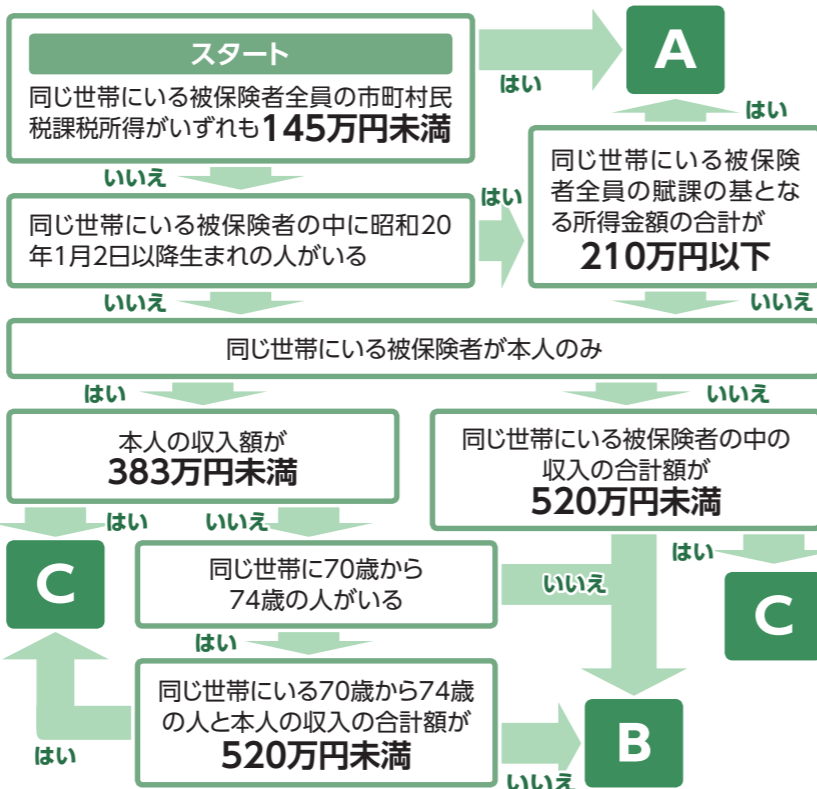 スタート
同じ世帯にいる被保険者全員の市町村民
税課税所得がいずれも145万円未満
はい
A
いいえ
同じ世帯にいる被保険者の中に昭和20
年1月2日以降生まれの人がいる
はい
同じ世帯にいる被保険
者全員の賦課の基とな
る所得金額の合計が
210万円以下
はい
いいえ
いいえ
同じ世帯にいる被保険者が本人のみ
はい
いいえ
本人の収入額が
383万円未満
同じ世帯にいる被保険者の中の
収入の合計額が
520万円未満
はい
いいえ
C
同じ世帯に70歳から
74歳の人がいる
いいえ
はい
C
はい
同じ世帯にいる70歳から74歳
の人と本人の収入の合計額が
520万円未満
はい
いいえ
B